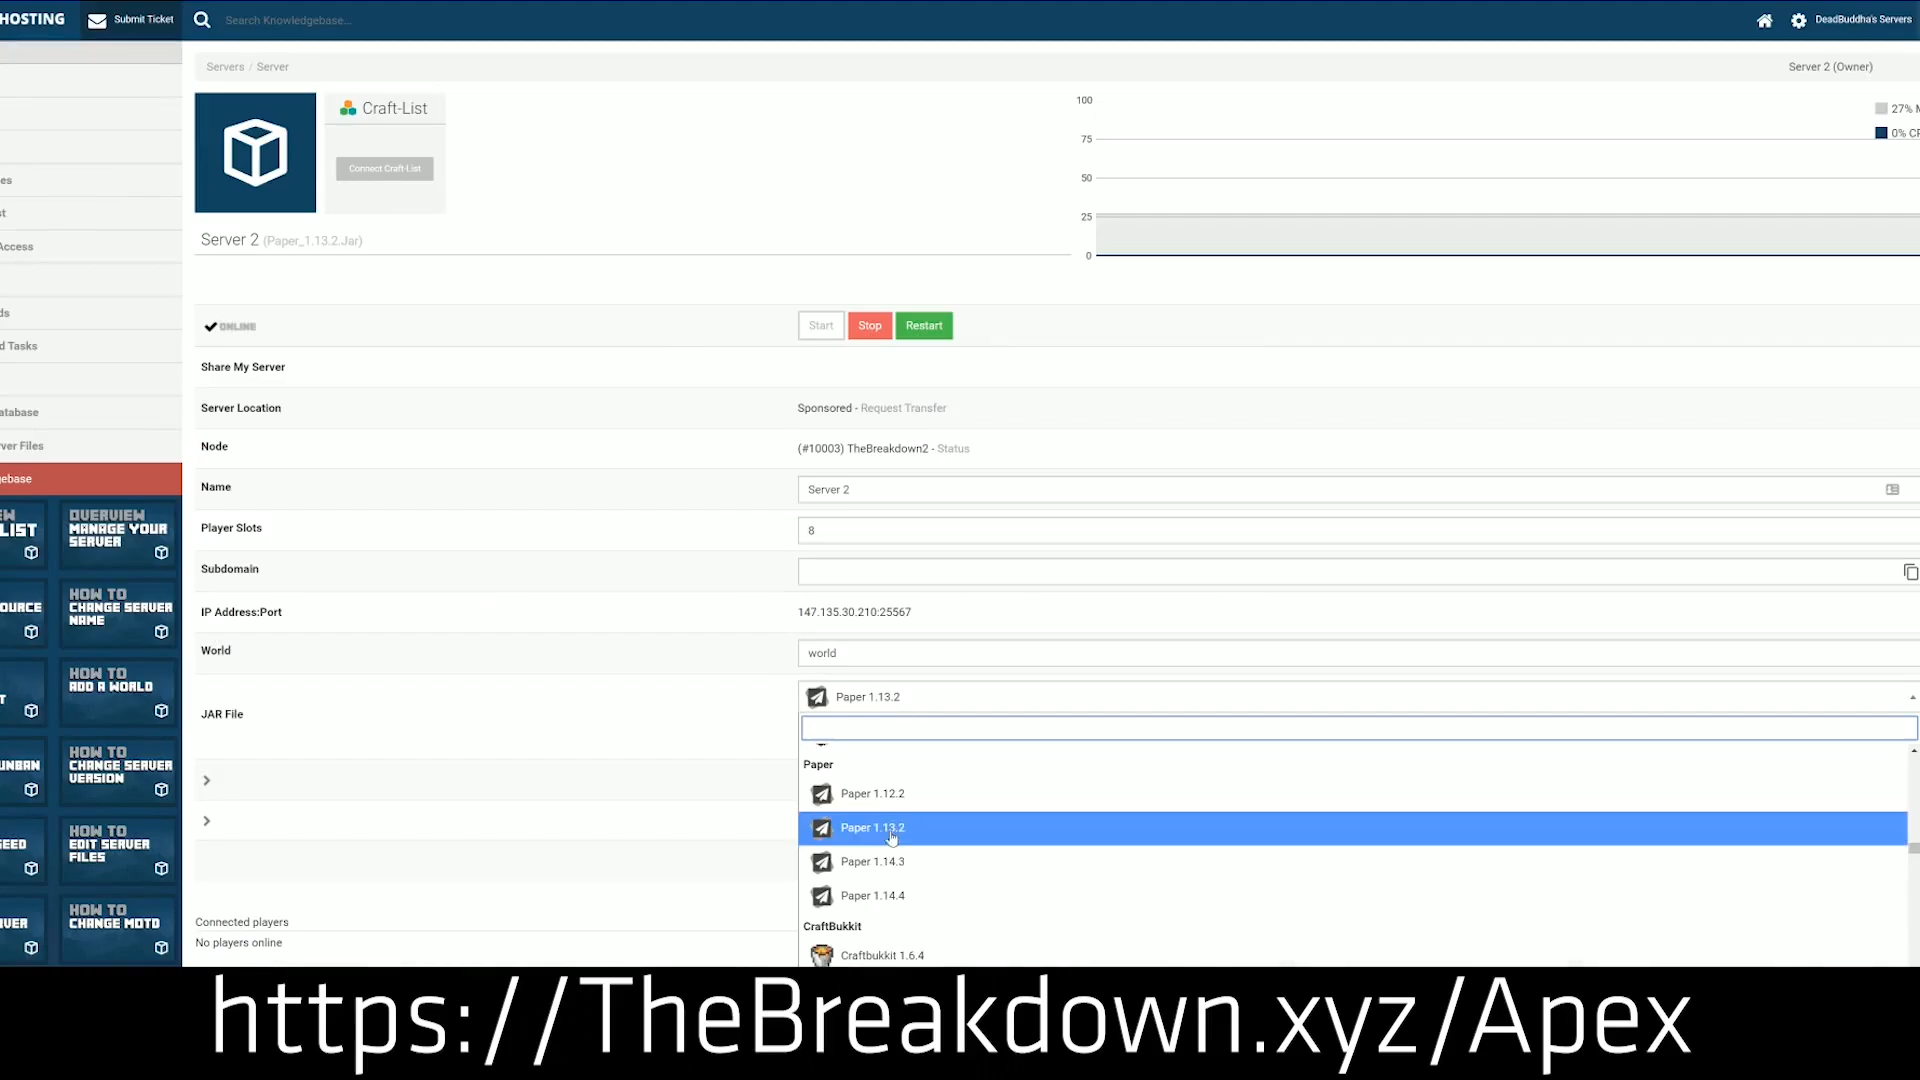 HOSTING
Submit Ticket
Search Knowledgebase...
DeadBuddha's Servers
Servers / Server
Server 2 (Owner)
Craft-List
Connect Craft-List
100
75
50
25
0
27% M
0% CP
es
st
Access
Server 2 (Paper_1.13.2.Jar)
ds
d Tasks
atabase
ver Files
gebase
ONLINE
Start
Stop
Restart
Share My Server
Server Location
Sponsored - Request Transfer
Node
(#10003) TheBreakdown2 - Status
Name
Server 2
Player Slots
8
Subdomain
IP Address:Port
147.135.30.210:25567
World
world
JAR File
Paper 1.13.2
Paper
Paper 1.12.2
Paper 1.13.2
Paper 1.14.3
Paper 1.14.4
CraftBukkit
Craftbukkit 1.6.4
EW
LIST
OVERVIEW
MANAGE YOUR
SERVER
OURCE
HOW TO
CHANGE SERVER
NAME
T
HOW TO
ADD A WORLD
UNBAN
HOW TO
CHANGE SERVER
VERSION
SEED
HOW TO
EDIT SERVER
FILES
VER
HOW TO
CHANGE MOTD
Connected players
No players online
https://TheBreakdown.xyz/Apex